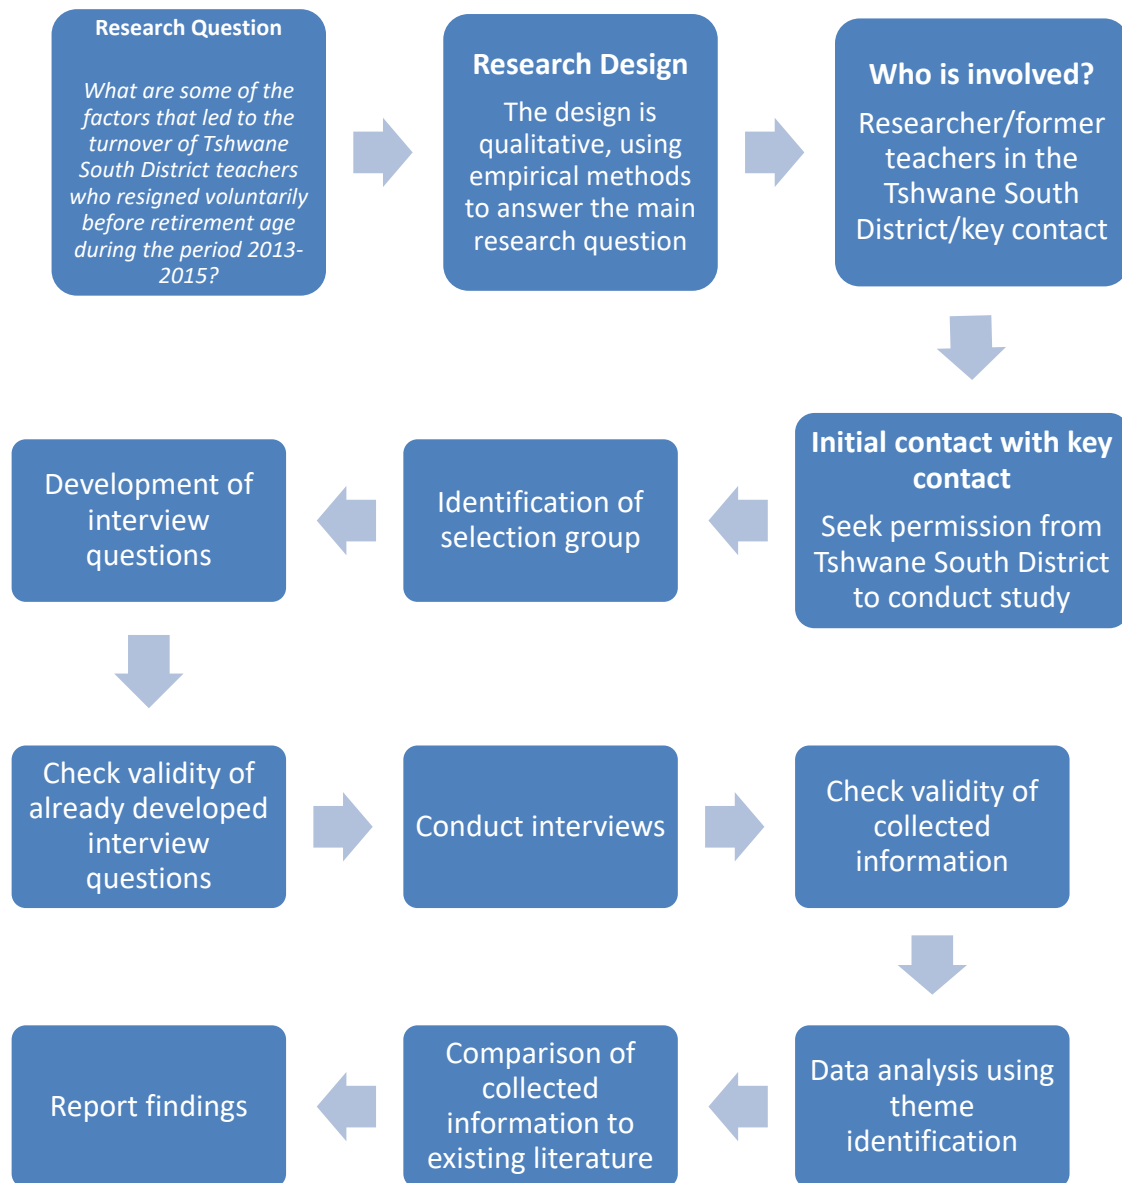 Research Question
What are some of the
factors that led to the
turnover of Tshwane
South District teachers
who resigned voluntarily
before retirement age
during the period 2013-
2015?
Research Design
The design is
qualitative, using
empirical methods
to answer the main
research question
Who is involved?
Researcher/former
teachers in the
Tshwane South
District/key contact
Initial contact with key
contact
Seek permission from
Tshwane South District
to conduct study
Identification of
selection group
Development of
interview
questions
Check validity of
already developed
interview
questions
Conduct interviews
Check validity of
collected
information
Data analysis using
theme
identification
Comparison of
collected
information to
existing literature
Report findings